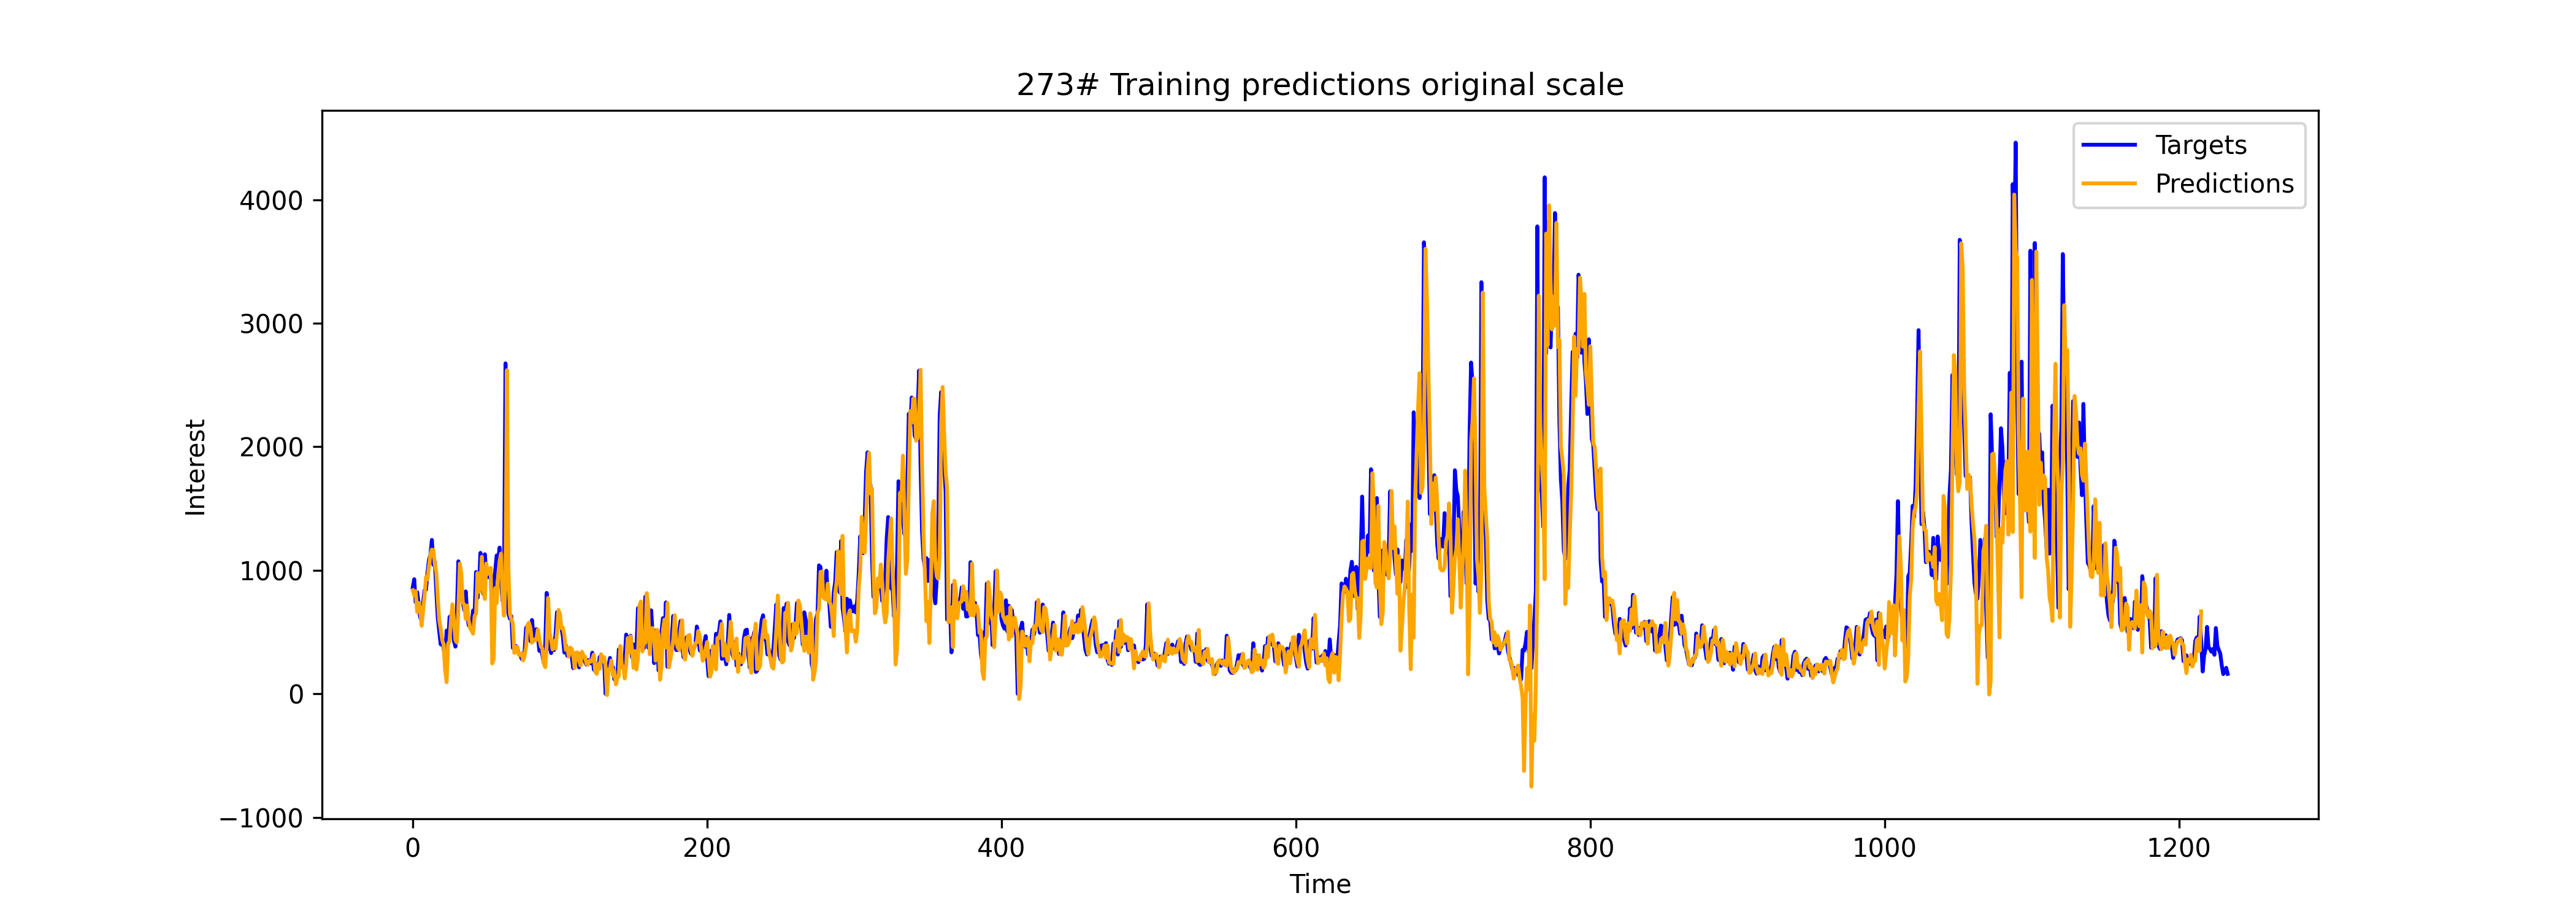 273# Training predictions original scale
Targets
Predictions
Interest
4000
3000
2000
1000
0
−1000
0 200 400 600 800 1000 1200
Time